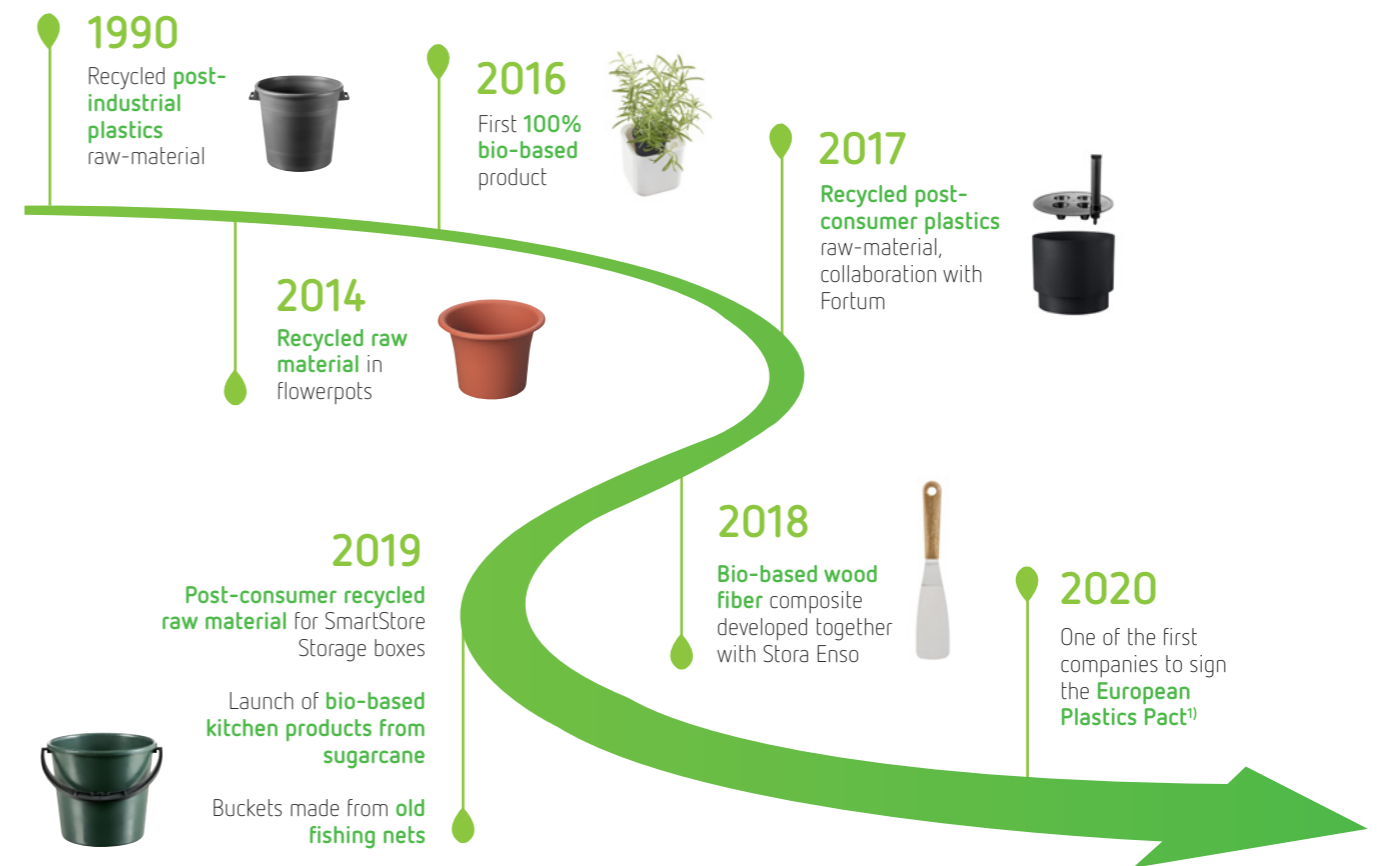 1990
Recycled post-
industrial
plastics
raw-material
2014
Recycled raw
material in
flowerpots
2016
First 100%
bio-based
product
2017
Recycled post-
consumer plastics
raw-material,
collaboration with
Fortum
2018
Bio-based wood
fiber composite
developed together
with Stora Enso
2019
Post-consumer recycled
raw material for SmartStore
Storage boxes
Launch of bio-based
kitchen products from
sugarcane
Buckets made from old
fishing nets
2020
One of the first
companies to sign
the European
Plastics Pact¹⁾